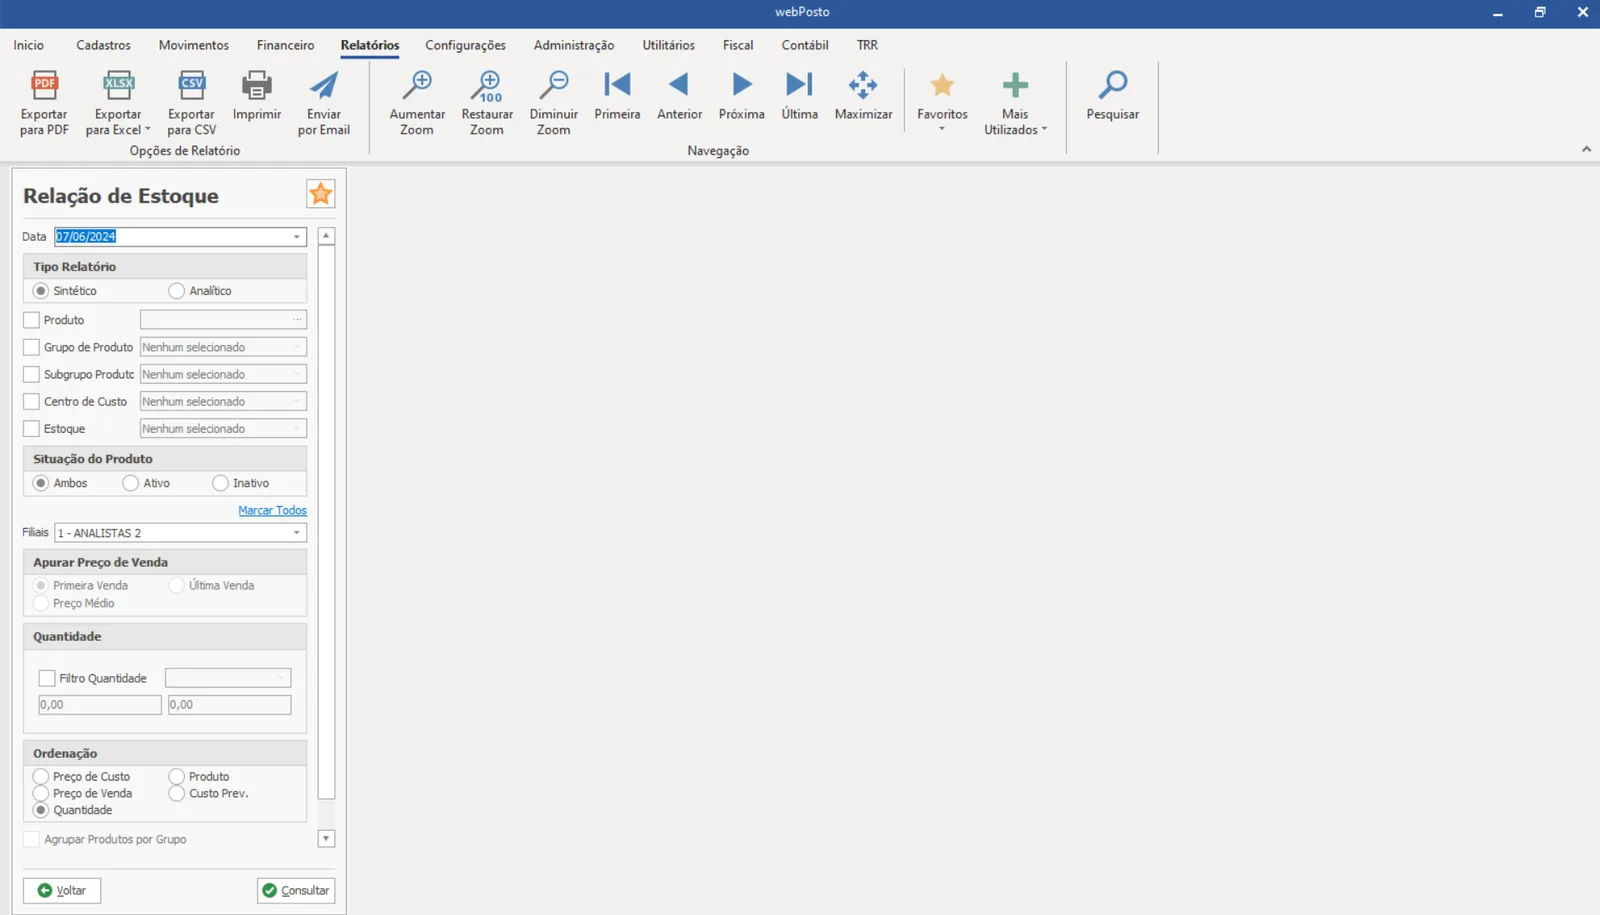 webPosto
Inicio Cadastros Movimentos Financeiro Relatórios Configurações Administração Utilitários Fiscal Contábil TRR
PDF XLSX CSV 100
Exportar para PDF
Exportar para Excel
Exportar para CSV
Imprimir
Enviar por Email
Aumentar Zoom
Restaurar Zoom
Diminuir Zoom
Primeira
Anterior
Próxima
Última
Maximizar
Favoritos
Mais Utilizados
Pesquisar
Opções de Relatório
Navegação
Relação de Estoque
Data 07/06/2024
Tipo Relatório
Sintético Analítico
Produto ...
Grupo de Produto Nenhum selecionado
Subgrupo Produto Nenhum selecionado
Centro de Custo Nenhum selecionado
Estoque Nenhum selecionado
Situação do Produto
Ambos Ativo Inativo
Marcar Todos
Filiais 1 - ANALISTAS 2
Apurar Preço de Venda
Primeira Venda Última Venda
Preço Médio
Quantidade
Filtro Quantidade
0,00 0,00
Ordenação
Preço de Custo Produto
Preço de Venda Custo Prev.
Quantidade
Agrupar Produtos por Grupo
Voltar Consultar